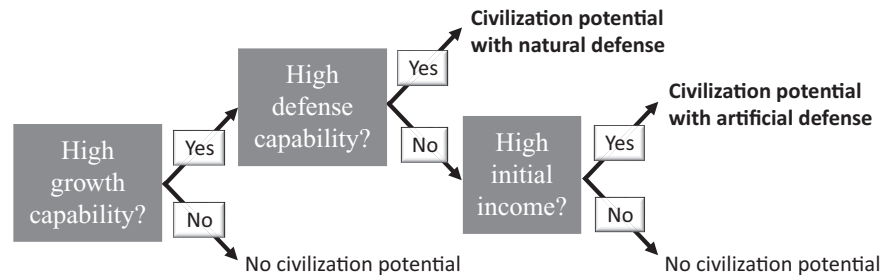 Civilization potential
with natural defense
High
defense
capability?
Yes
No
Civilization potential
with artificial defense
High
growth
capability?
Yes
No
High
initial
income?
Yes
No
No civilization potential
No civilization potential